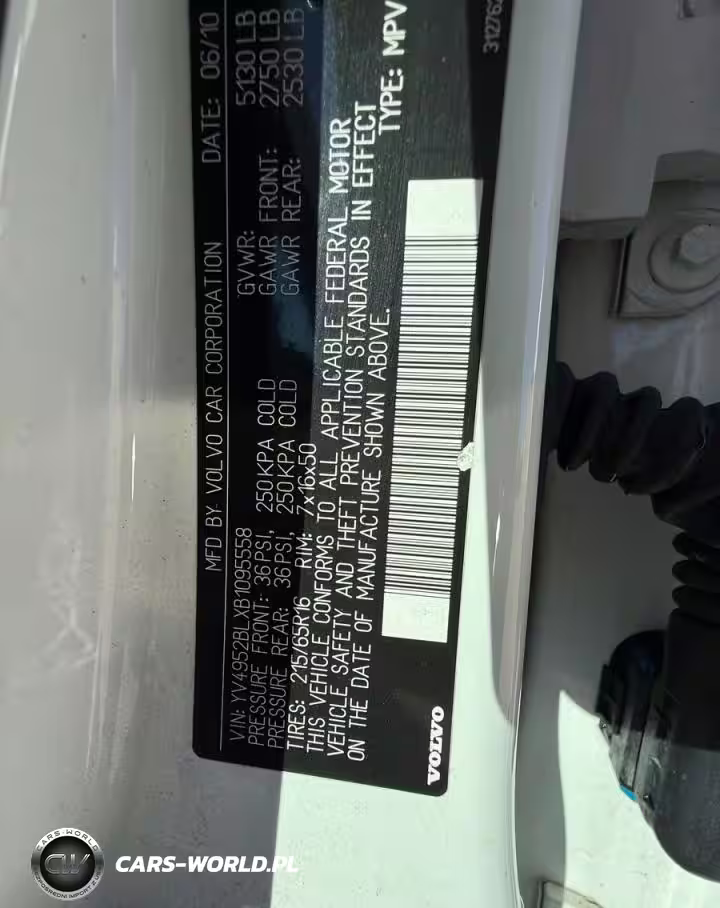 MFD BY: VOLVO CAR CORPORATION DATE: 06/10
VIN: YV4952BLXB1095558 GVWR: 5130 LB
PRESSURE FRONT: 36PSI, 250KPA COLD GAWR FRONT: 2750 LB
PRESSURE REAR: 36PSI, 250KPA COLD GAWR REAR: 2530 LB
TIRES: 215/65R16 RIM: 7x16x50
THIS VEHICLE CONFORMS TO ALL APPLICABLE FEDERAL MOTOR
VEHICLE SAFETY AND THEFT PREVENTION STANDARDS IN EFFECT
ON THE DATE OF MANUFACTURE SHOWN ABOVE. TYPE: MPV
VOLVO
CARS-WORLD
CW
CARS-WORLD.PL